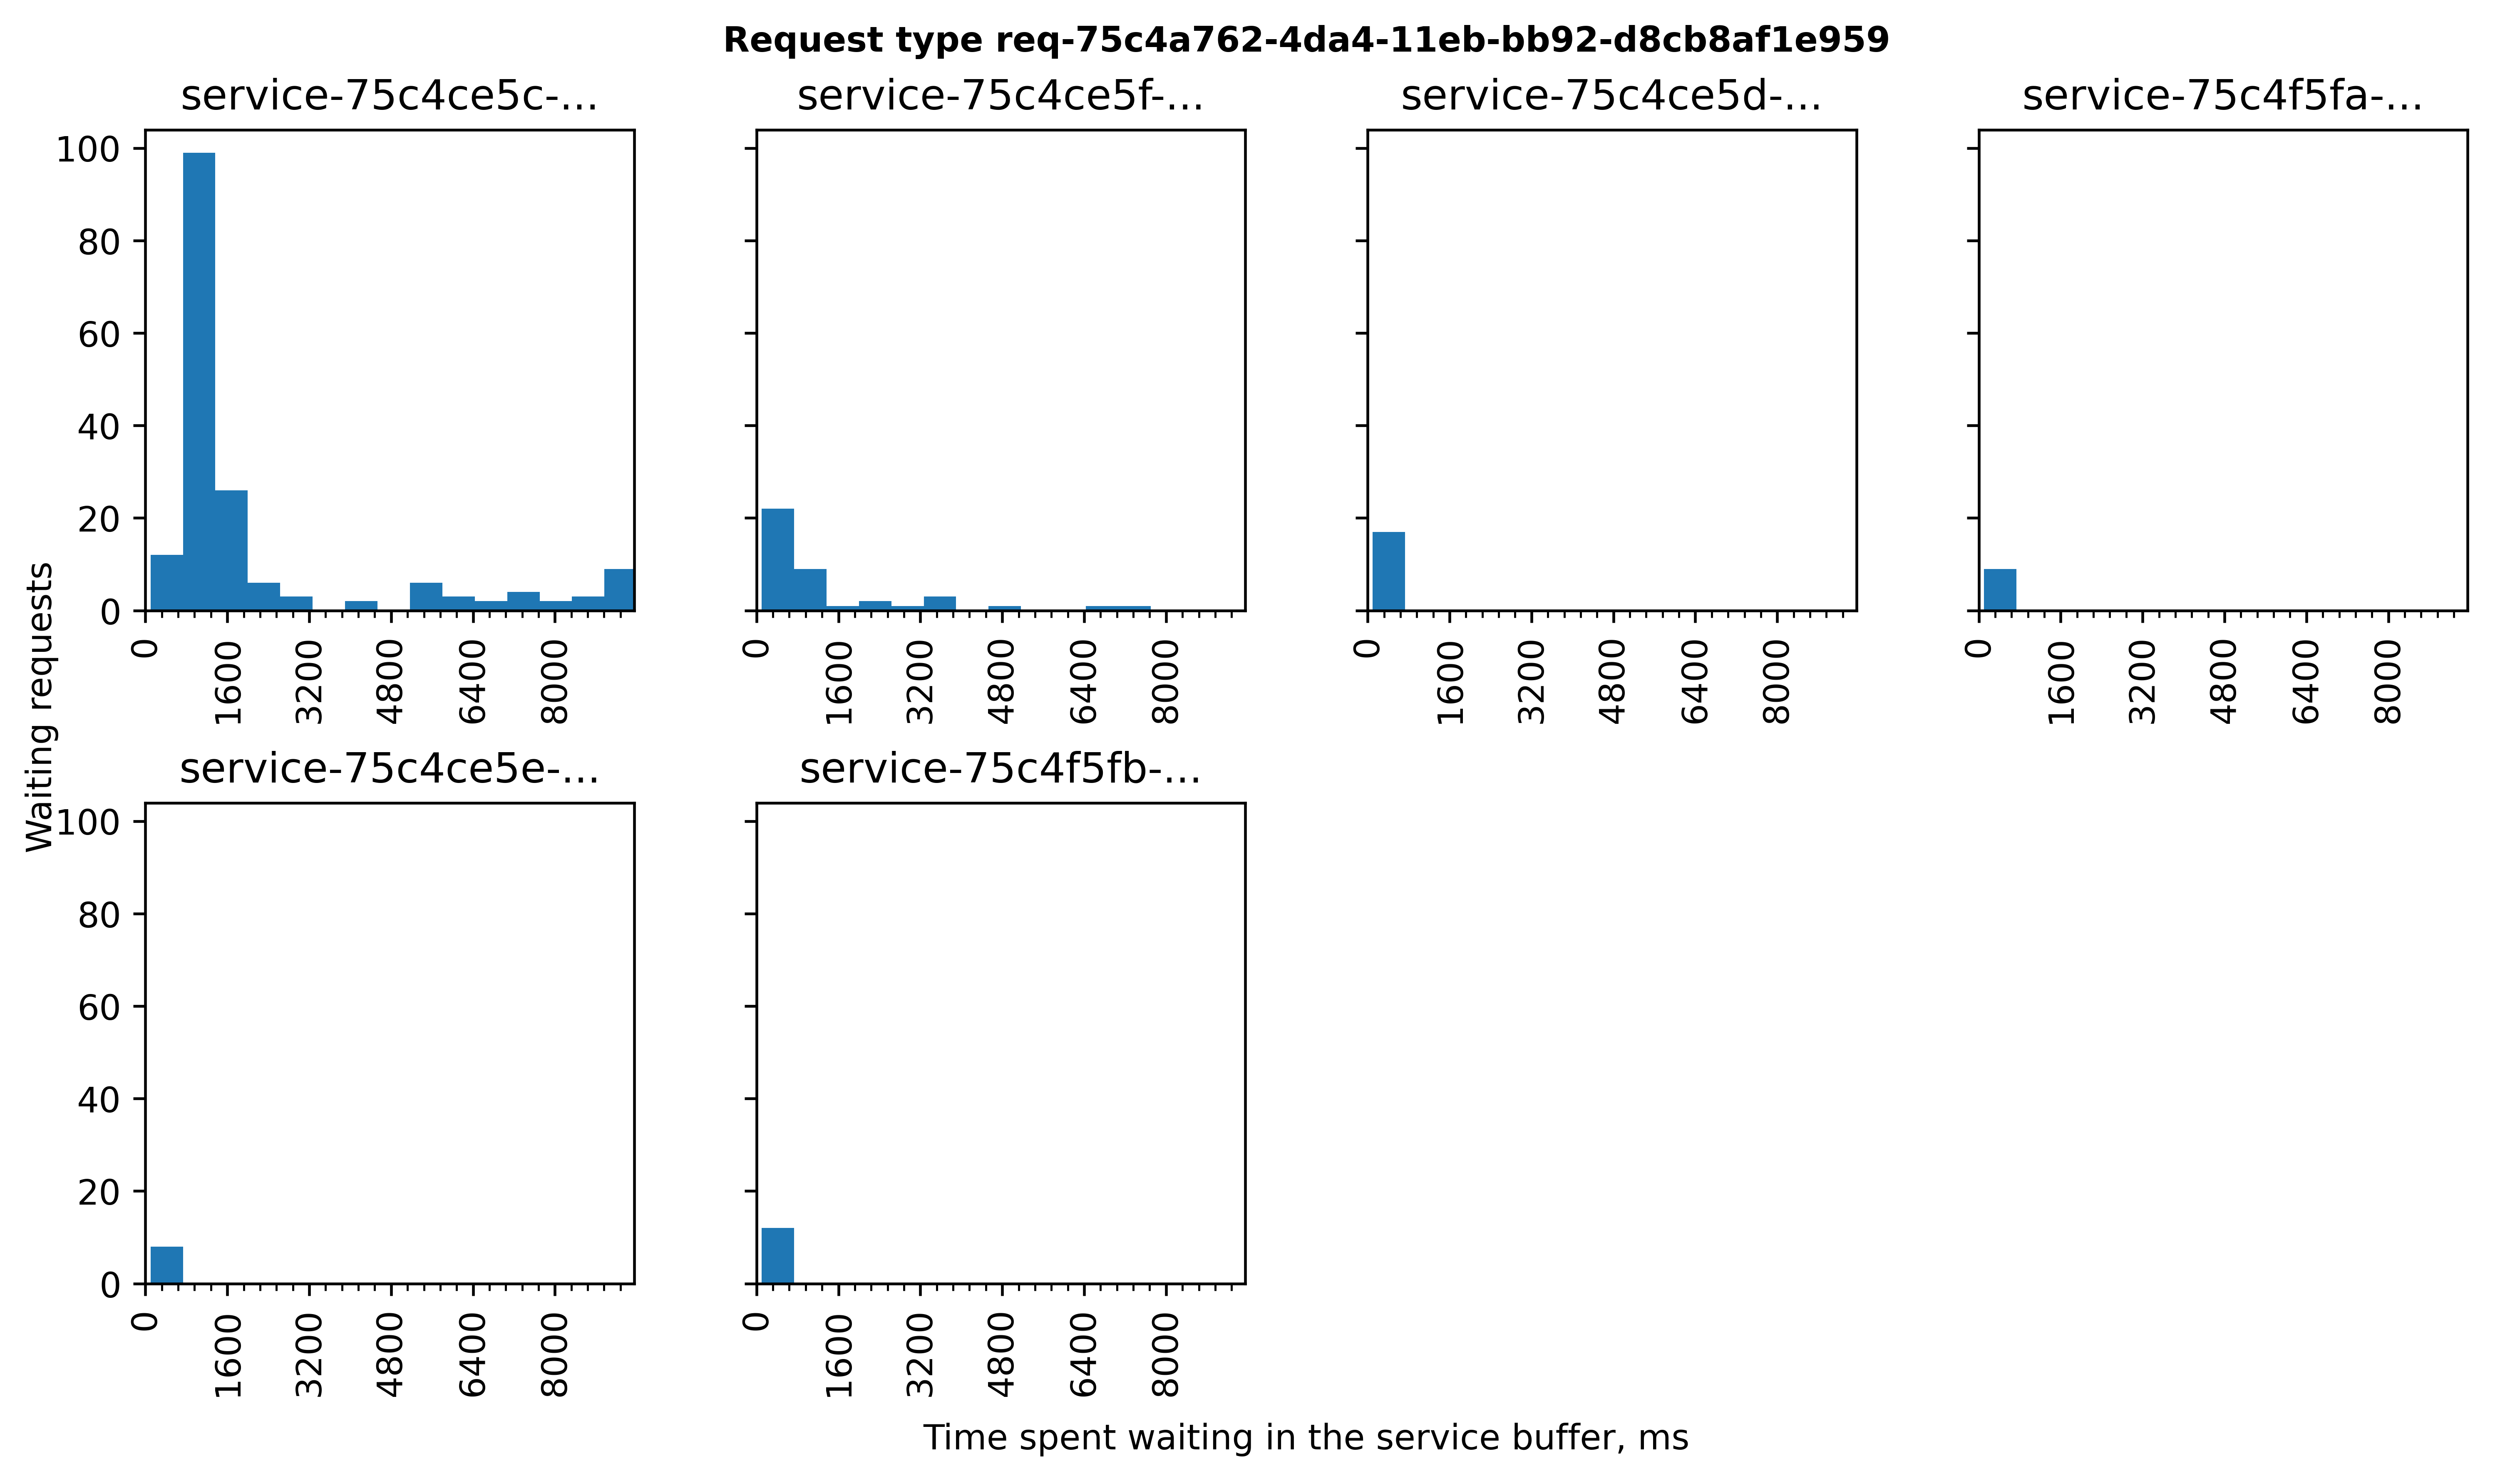 Request type req-75c4a762-4da4-11eb-bb92-d8cb8af1e959
service-75c4ce5c-...
service-75c4ce5f-...
service-75c4ce5d-...
service-75c4f5fa-...
100
80
60
40
20
0
0 1600 3200 4800 6400 8000
0 1600 3200 4800 6400 8000
0 1600 3200 4800 6400 8000
0 1600 3200 4800 6400 8000
Waiting requests
service-75c4ce5e-...
service-75c4f5fb-...
100
80
60
40
20
0
0 1600 3200 4800 6400 8000
0 1600 3200 4800 6400 8000
Time spent waiting in the service buffer, ms